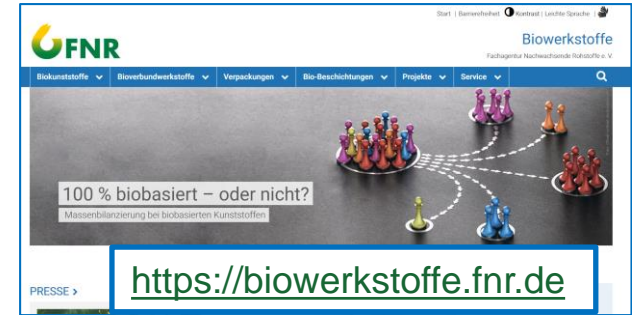 Start | Barrierefreiheit Kontrast | Leichte Sprache |
FNR
Biowerkstoffe
Fachagentur Nachwachsende Rohstoffe e. V.
Biokunststoffe Bioverbundwerkstoffe Verpackungen Bio-Beschichtungen Projekte Service
100 % biobasiert – oder nicht?
Massenbilanzierung bei biobasierten Kunststoffen
https://biowerkstoffe.fnr.de
PRESSE >